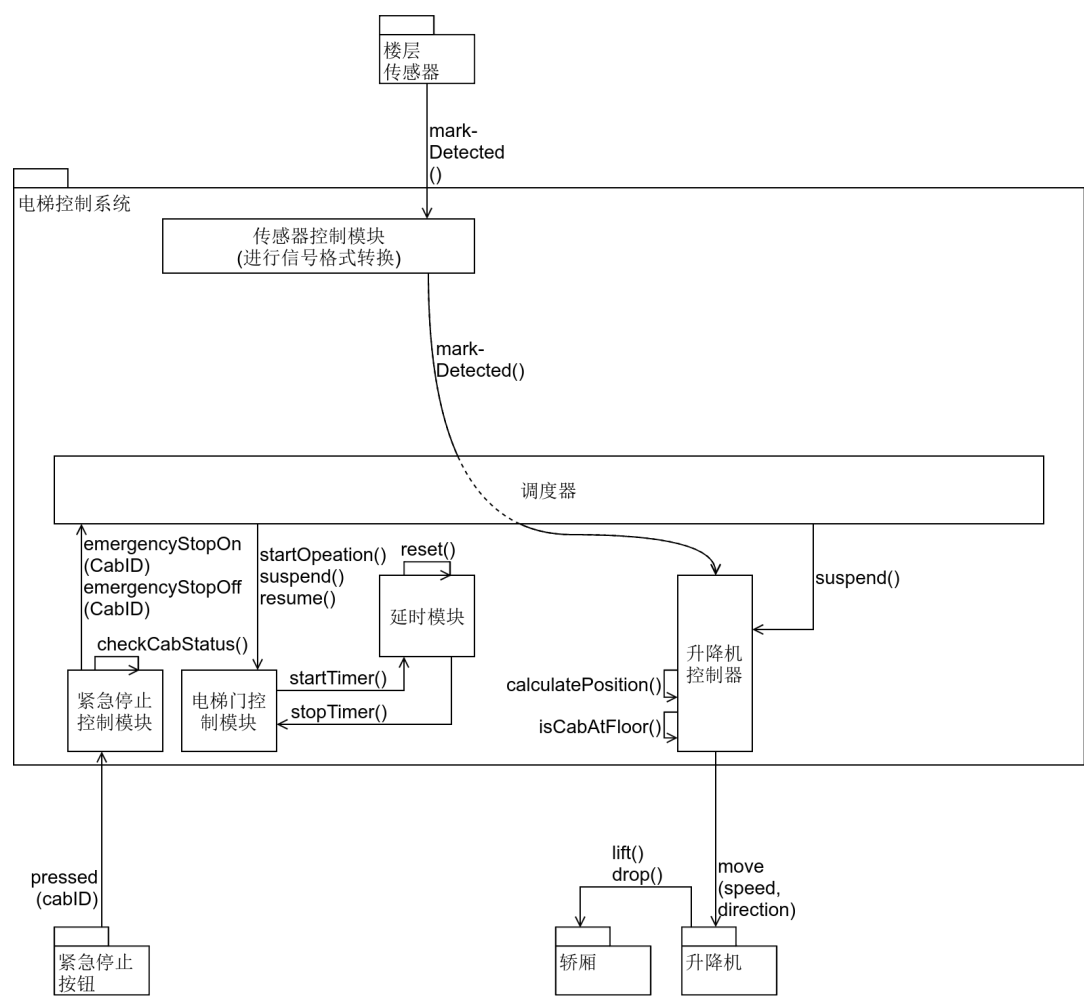 楼层
传感器
mark-
Detected
()
电梯控制系统
传感器控制模块
(进行信号格式转换)
mark-
Detected()
调度器
emergencyStopOn
(CabID)
emergencyStopOff
(CabID)
startOpeation()
suspend()
resume()
reset()
延时模块
suspend()
checkCabStatus()
紧急停止
控制模块
电梯门控
制模块
startTimer()
stopTimer()
升降机
控制器
calculatePosition()
isCabAtFloor()
pressed
(cabID)
lift()
drop()
move
(speed,
direction)
紧急停止
按钮
轿厢
升降机